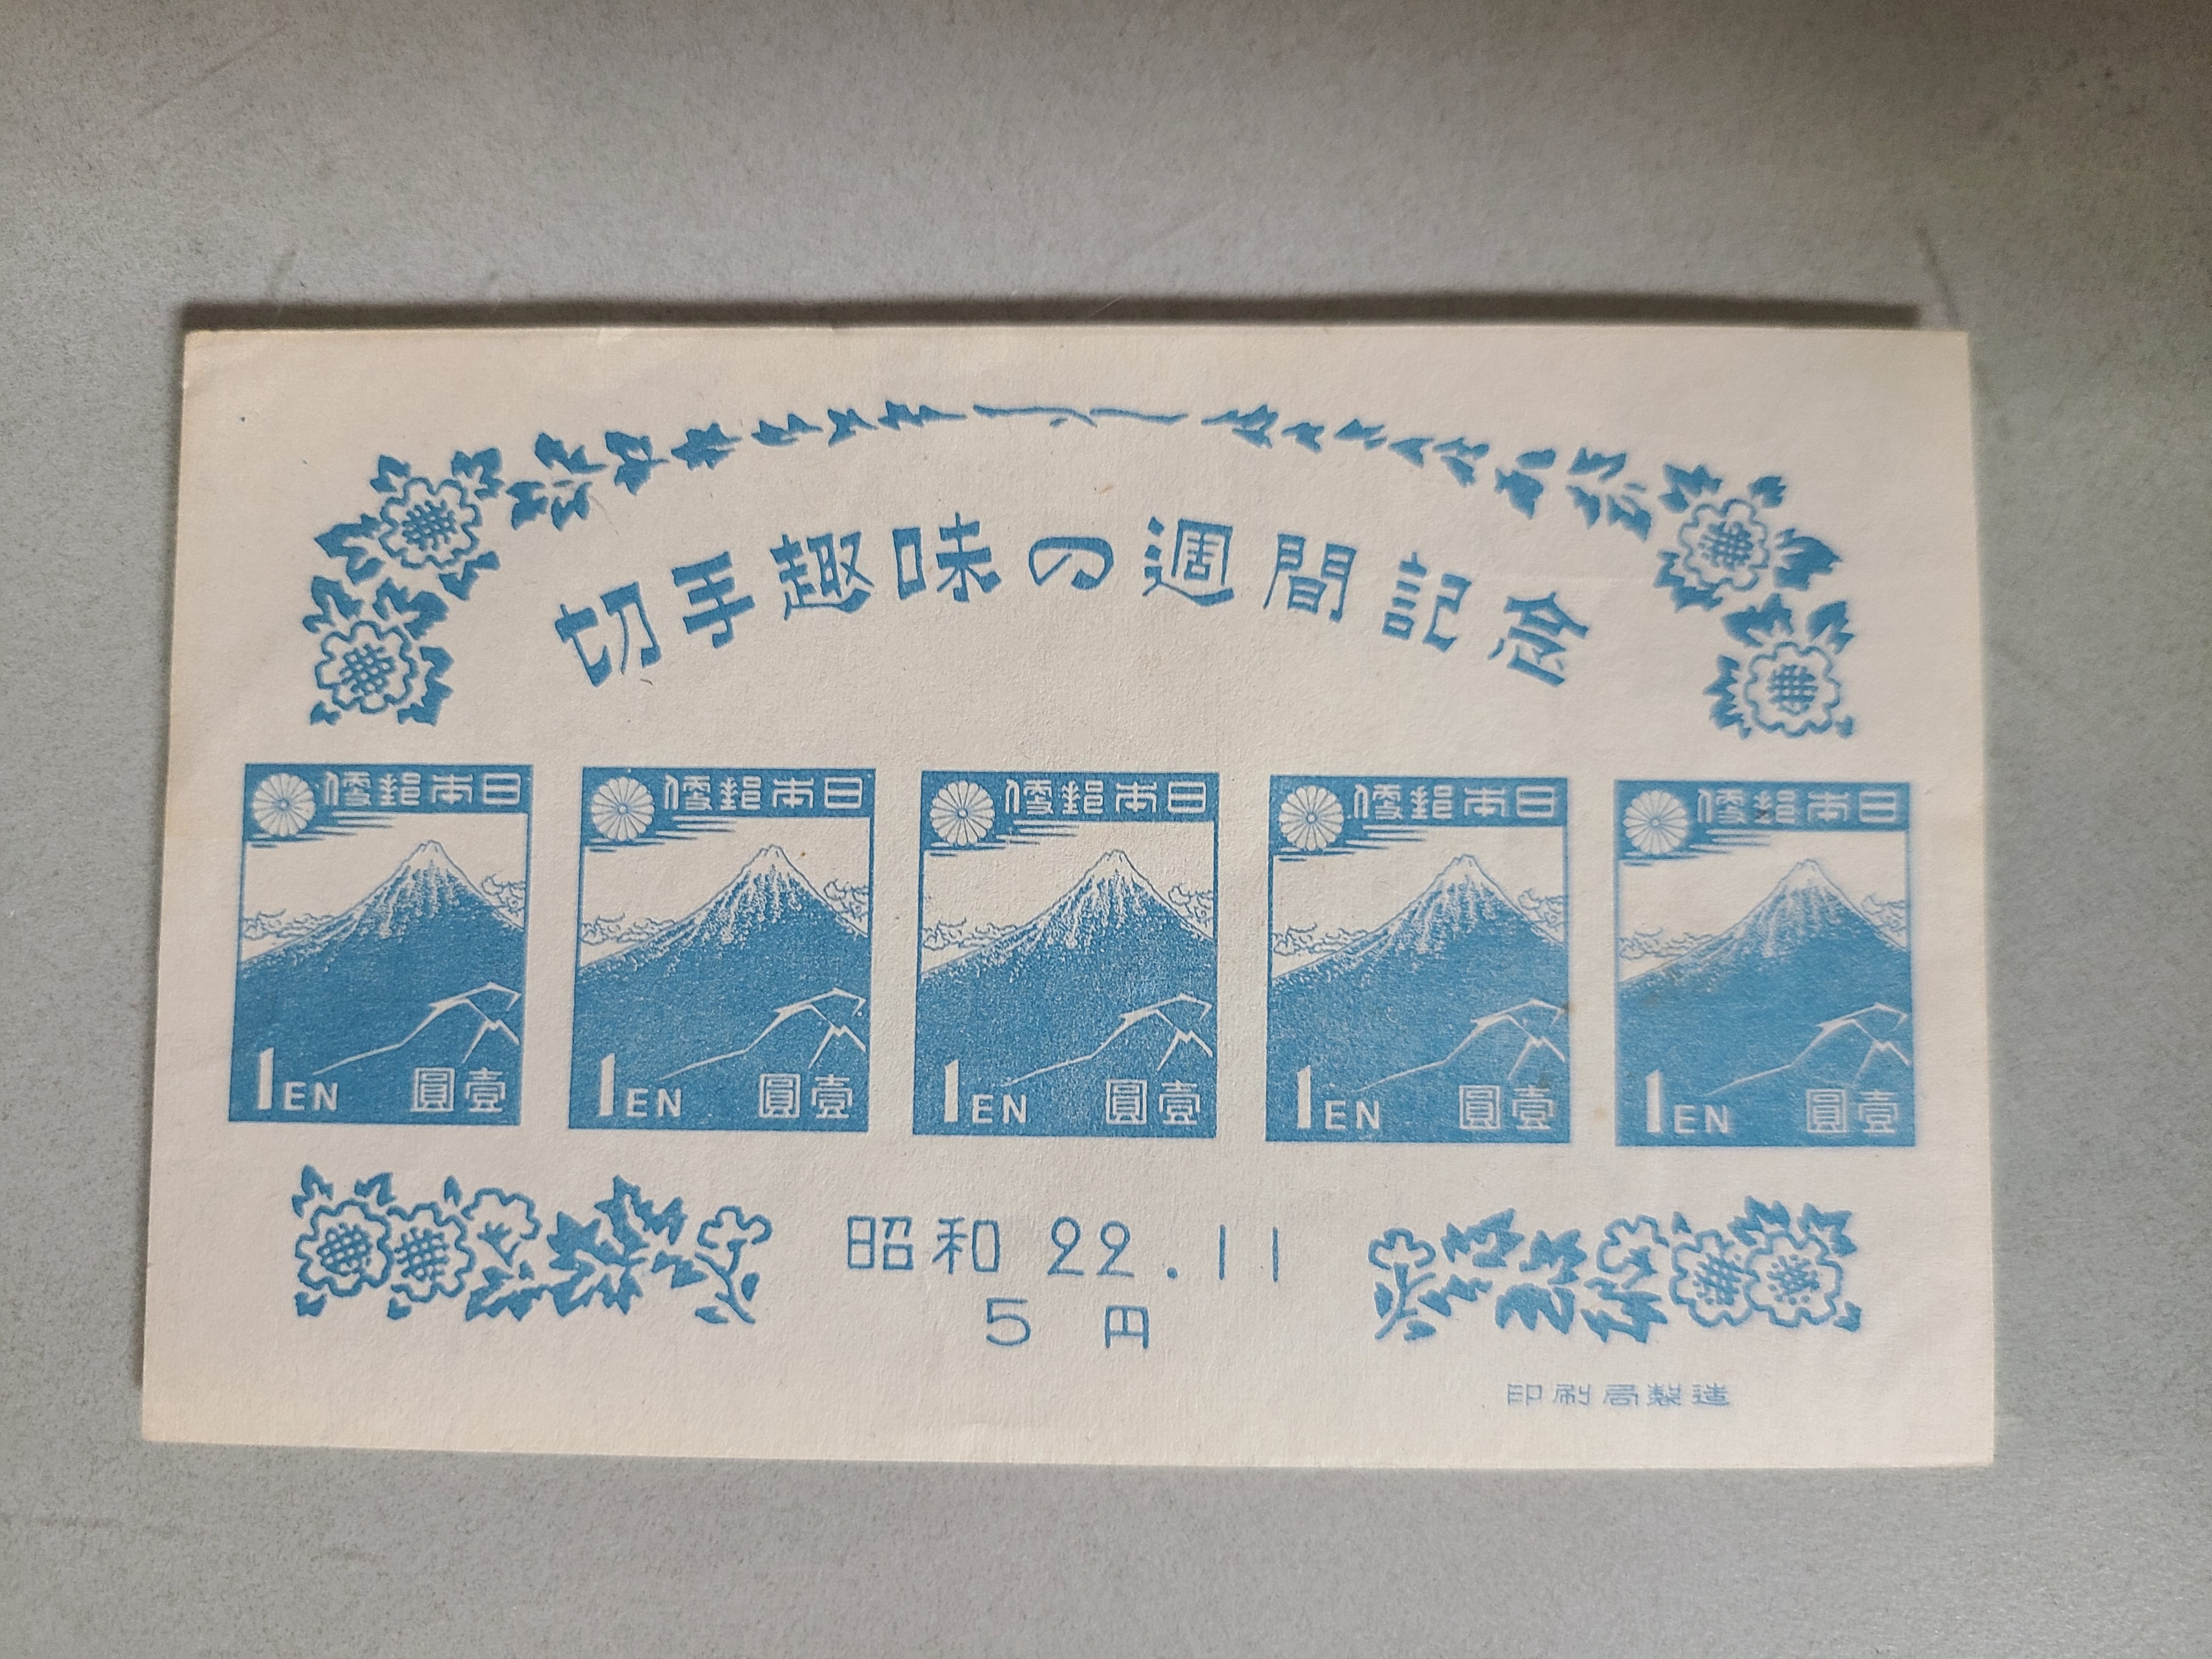 切手趣味の週間記念
便郵本日
1EN 圓壹
便郵本日
1EN 圓壹
便郵本日
1EN 圓壹
便郵本日
1EN 圓壹
便郵本日
1EN 圓壹
昭和 22.11
5 円
印刷局製造